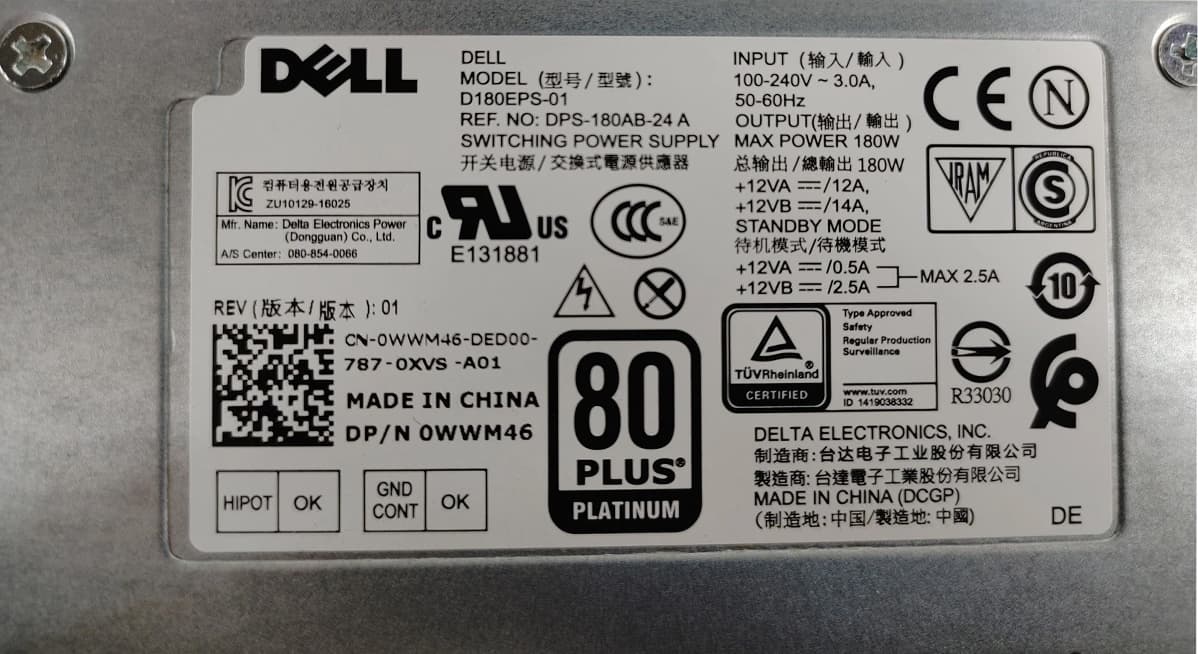 DELL
DELL
MODEL (型号/型號):
D180EPS-01
REF. NO: DPS-180AB-24 A
SWITCHING POWER SUPPLY
开关电源/交換式電源供應器
INPUT (输入/輸入)
100-240V ~ 3.0A,
50-60Hz
OUTPUT(输出/輸出)
MAX POWER 180W
总输出/總輸出 180W
+12VA ⎓/12A,
+12VB ⎓/14A,
STANDBY MODE
待机模式/待機模式
+12VA ⎓/0.5A
+12VB ⎓/2.5A
MAX 2.5A
CE
N
IRAM
REPUBLICA
S
ARGENTINA
10
컴퓨터용전원공급장치
ZU10129-16025
Mfr. Name: Delta Electronics Power
(Dongguan) Co., Ltd.
A/S Center: 080-854-0066
C RU US
E131881
CCC S&E
REV (版本/版本): 01
CN-0WWM46-DED00-
787-0XVS -A01
MADE IN CHINA
DP/N 0WWM46
HIPOT OK
GND
CONT
OK
80
PLUS®
PLATINUM
TÜVRheinland®
CERTIFIED
Type Approved
Safety
Regular Production
Surveillance
www.tuv.com
ID 1419038332
R33030
DELTA ELECTRONICS, INC.
制造商:台达电子工业股份有限公司
製造商:台達電子工業股份有限公司
MADE IN CHINA (DCGP)
(制造地:中国/製造地:中國)
DE